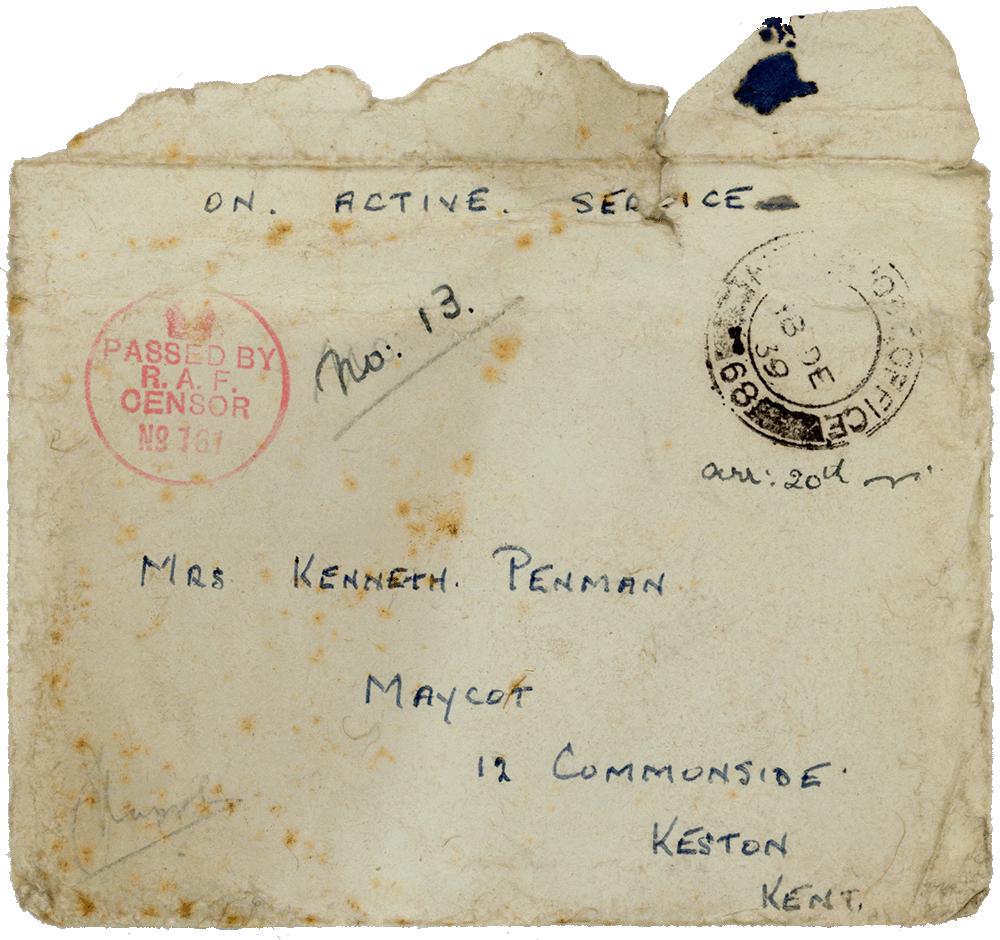 ON. ACTIVE. SERVICE
No: 13.
PASSED BY
R. A. F.
CENSOR
Nº 161
OFFICE
68
18 DE
39
arr: 20th
MRS KENNETH. PENMAN
MAYCOT
12 COMMONSIDE.
KESTON
KENT.